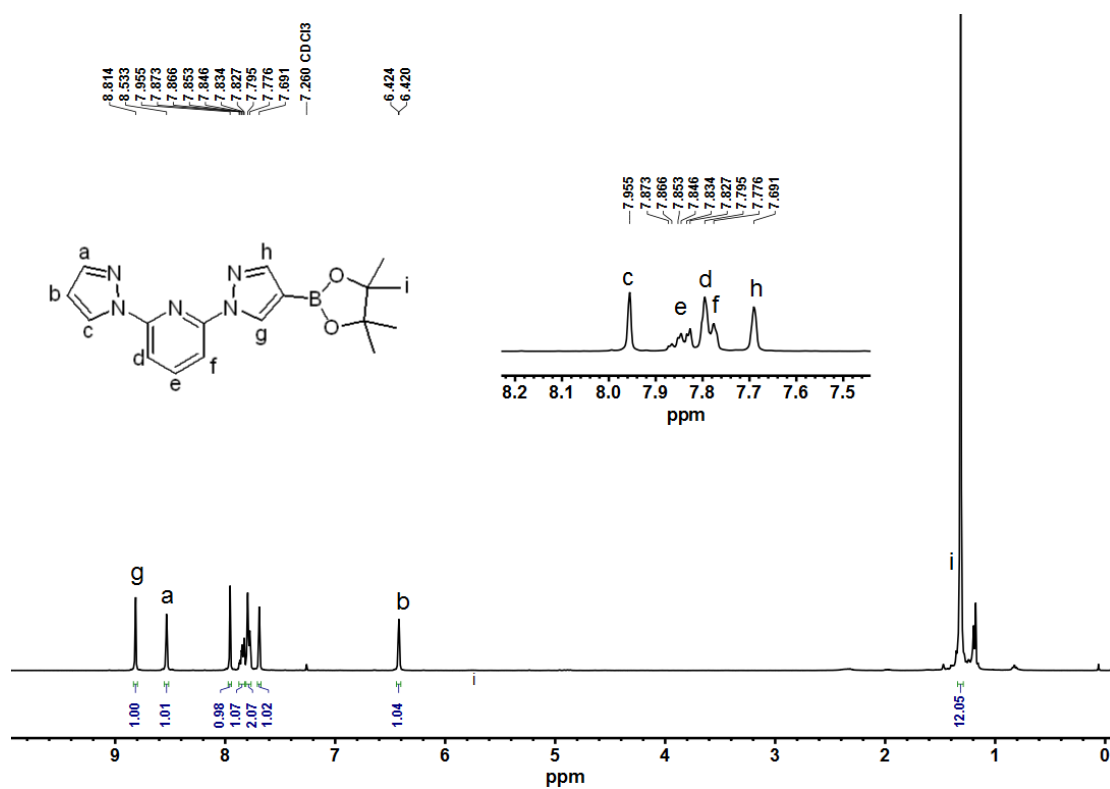 8.814
8.533
7.955
7.873
7.866
7.853
7.846
7.834
7.827
7.795
7.776
7.691
7.260 CDCl3
6.424
6.420
7.955
7.873
7.866
7.853
7.846
7.834
7.827
7.795
7.776
7.691
c
e
d
f
h
8.2 8.1 8.0 7.9 7.8 7.7 7.6 7.5
ppm
a
b
c
N
N
N
d
e
f
N
N
h
g
B
O
O
i
g
a
b
i
i
1.00
1.01
0.98
1.07
2.07
1.02
1.04
12.05
9 8 7 6 5 4 3 2 1 0
ppm